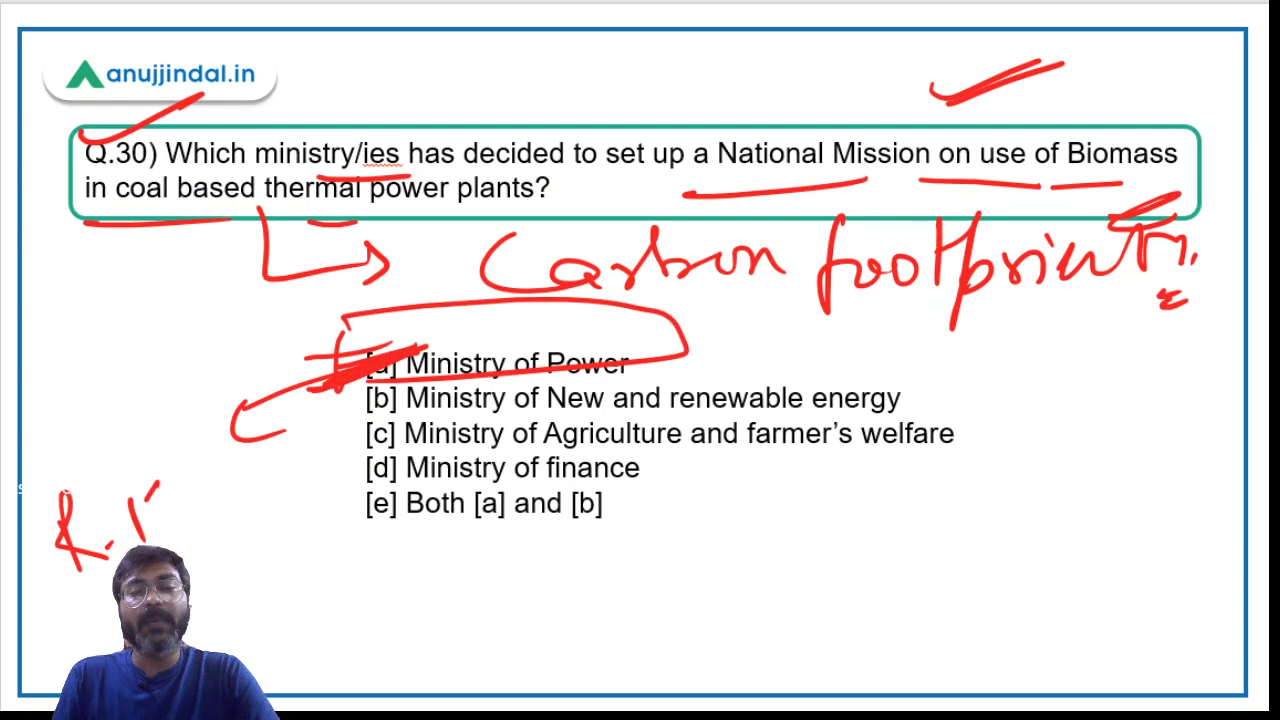 anujjindal.in
Q.30) Which ministry/ies has decided to set up a National Mission on use of Biomass
in coal based thermal power plants?
Carbon footprint
[a] Ministry of Power
[b] Ministry of New and renewable energy
[c] Ministry of Agriculture and farmer’s welfare
[d] Ministry of finance
[e] Both [a] and [b]